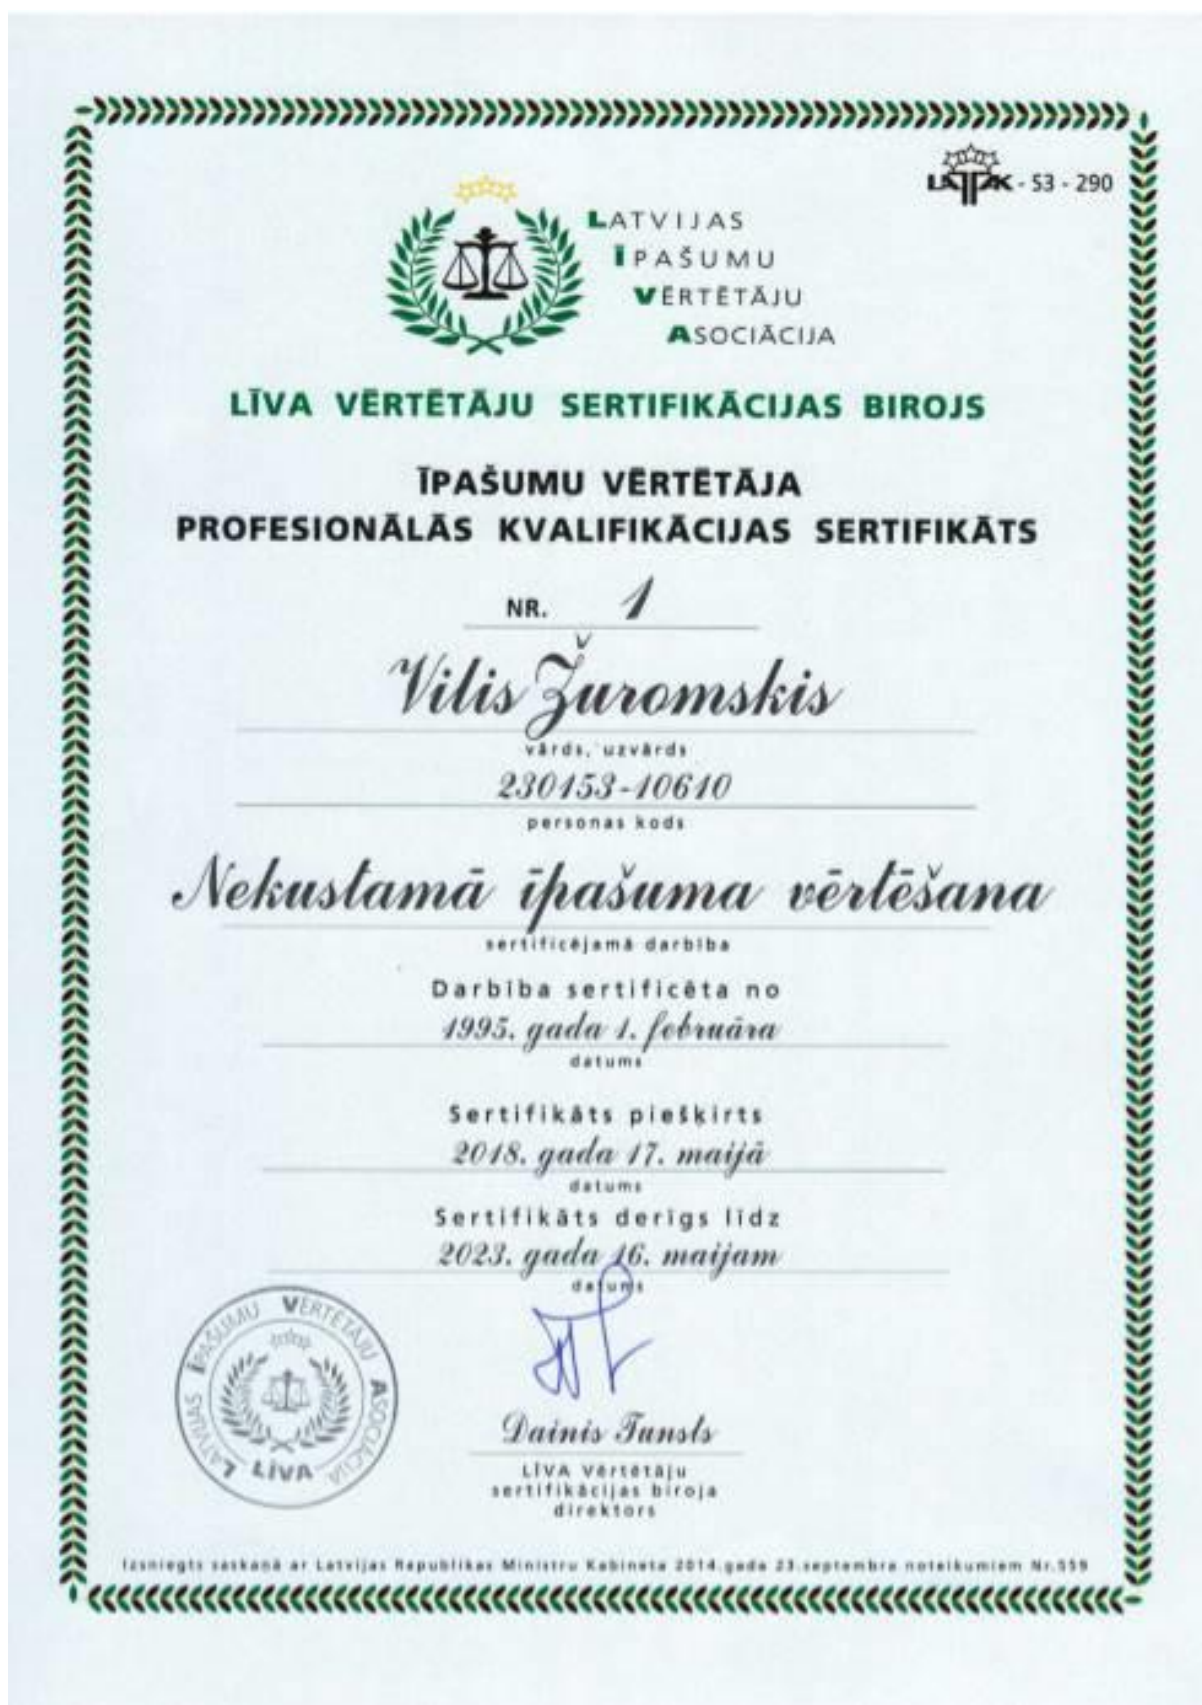 LATAK - S3 - 290
LATVIJAS
ĪPAŠUMU
VĒRTĒTĀJU
ASOCIĀCIJA
LĪVA VĒRTĒTĀJU SERTIFIKĀCIJAS BIROJS
ĪPAŠUMU VĒRTĒTĀJA
PROFESIONĀLĀS KVALIFIKĀCIJAS SERTIFIKĀTS
NR. 1
Vilis Žuromskis
vārds, uzvārds
230153-10610
personas kods
Nekustamā īpašuma vērtēšana
sertificējamā darbība
Darbība sertificēta no
1995. gada 1. februāra
datums
Sertifikāts piešķirts
2018. gada 17. maijā
datums
Sertifikāts derīgs līdz
2023. gada 16. maijam
datums
LATVIJAS ĪPAŠUMU VĒRTĒTĀJU ASOCIĀCIJA
LĪVA
Dainis Tunsts
LĪVA Vērtētāju
sertifikācijas biroja
direktors
Izsniegts saskaņā ar Latvijas Republikas Ministru Kabineta 2014.gada 23.septembra noteikumiem Nr.559